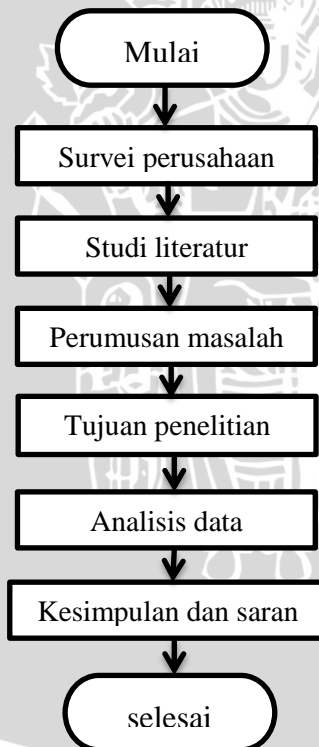 Mulai
Survei perusahaan
Studi literatur
Perumusan masalah
Tujuan penelitian
Analisis data
Kesimpulan dan saran
selesai